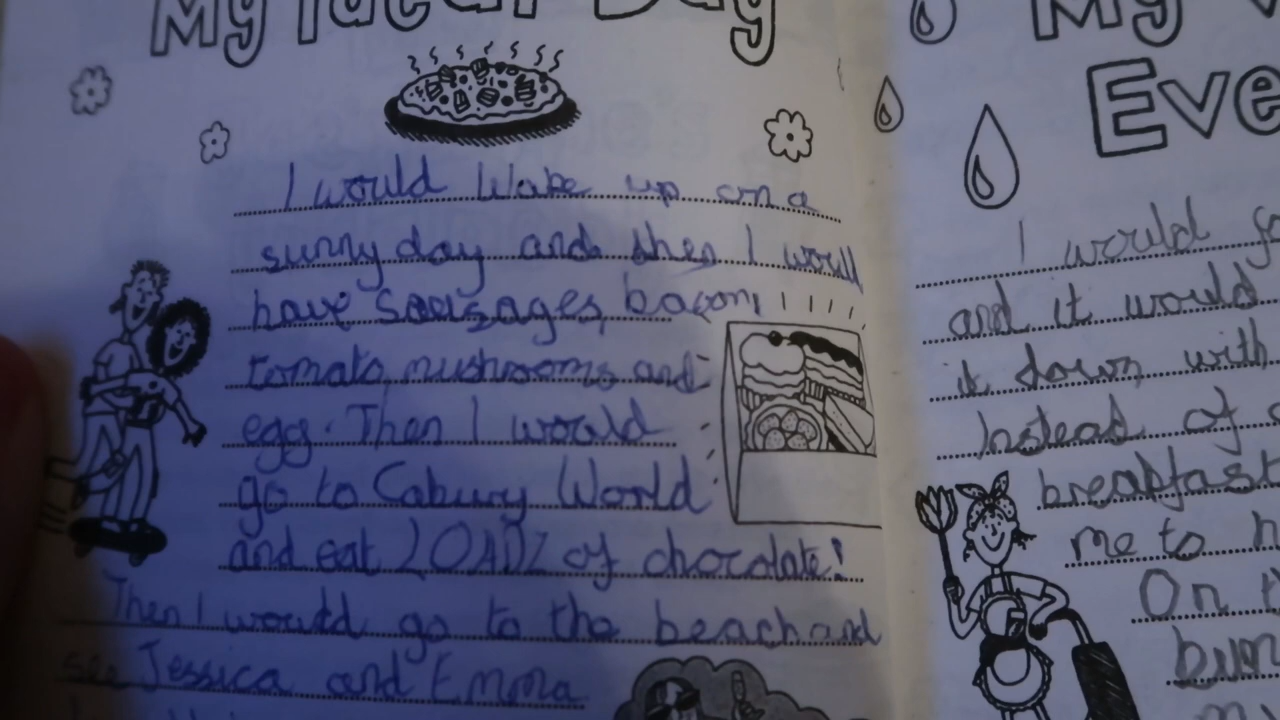 My Ideal Day
I would wake up on a
sunny day and then I would
have sausages, bacon,
tomato, mushrooms and
egg. Then I would
go to Cabury World
and eat LOADZ of chocolate!
Then I would go to the beach and
see Jessica and Emma
My
Eve
I would
and it would
it down with
Instead of
breakfast
me to
On